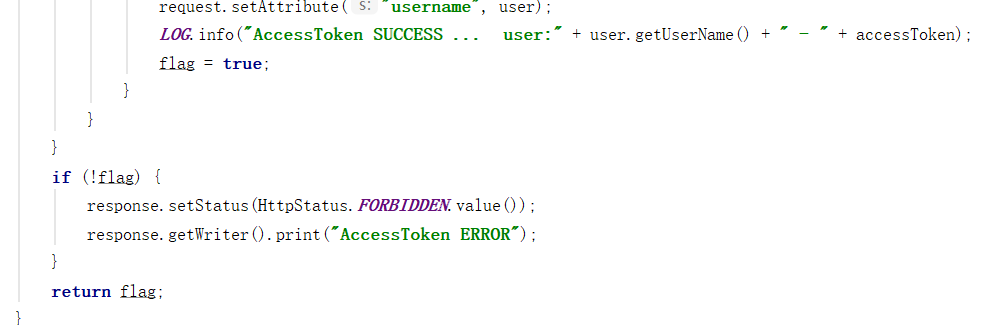 request.setAttribute( s: "username", user);
LOG.info("AccessToken SUCCESS ...  user:" + user.getUserName() + " - " + accessToken);
flag = true;
}
}
}
if (!flag) {
response.setStatus(HttpStatus.FORBIDDEN.value());
response.getWriter().print("AccessToken ERROR");
}
return flag;
}